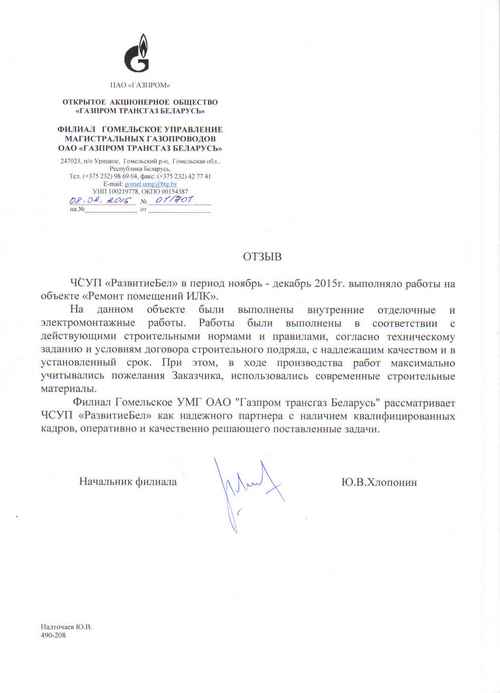 ПАО «ГАЗПРОМ»
ОТКРЫТОЕ АКЦИОНЕРНОЕ ОБЩЕСТВО
«ГАЗПРОМ ТРАНСГАЗ БЕЛАРУСЬ»
ФИЛИАЛ ГОМЕЛЬСКОЕ УПРАВЛЕНИЕ
МАГИСТРАЛЬНЫХ ГАЗОПРОВОДОВ
ОАО «ГАЗПРОМ ТРАНСГАЗ БЕЛАРУСЬ»
247023, п/о Урицкое, Гомельский р-н, Гомельская обл.,
Республика Беларусь,
Тел. (+375 232) 98 69 64, факс: (+375 232) 42 77 41
E-mail: gomel.umg@btg.by
УНП 100219778, ОКПО 00154387
08.02.2016 № 01/701
на № от
ОТЗЫВ
ЧСУП «РазвитиеБел» в период ноябрь - декабрь 2015г. выполняло работы на
объекте «Ремонт помещений ИЛК».
На данном объекте были выполнены внутренние отделочные и
электромонтажные работы. Работы были выполнены в соответствии с
действующими строительными нормами и правилами, согласно техническому
заданию и условиям договора строительного подряда, с надлежащим качеством и в
установленный срок. При этом, в ходе производства работ максимально
учитывались пожелания Заказчика, использовались современные строительные
материалы.
Филиал Гомельское УМГ ОАО "Газпром трансгаз Беларусь" рассматривает
ЧСУП «РазвитиеБел» как надежного партнера с наличием квалифицированных
кадров, оперативно и качественно решающего поставленные задачи.
Начальник филиала Ю.В.Хлопонин
Палточаев Ю.В.
490-208